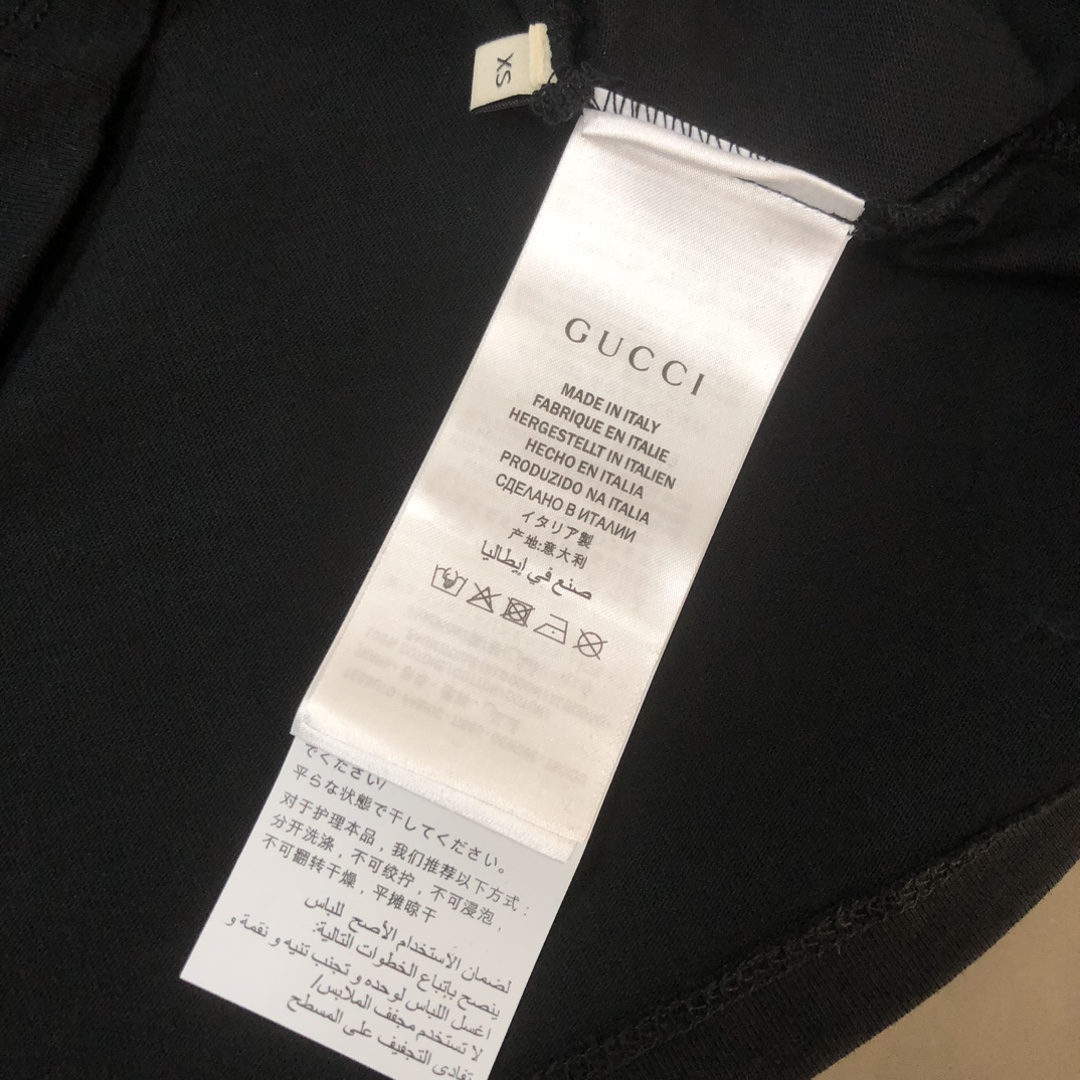 XS
GUCCI
MADE IN ITALY
FABRIQUE EN ITALIE
HERGESTELLT IN ITALIEN
HECHO EN ITALIA
PRODUZIDO NA ITALIA
СДЕЛАНО В ИТАЛИИ
イタリア製
产地:意大利
صنع في إيطاليا
でください/
平らな状態で干してください。
对于护理本品，我们推荐以下方式：
分开洗涤，不可绞拧，不可浸泡，
不可翻转干燥，平摊晾干
لضمان الأستخدام الأصح للباس
ينصح بإتباع الخطوات التالية:
اغسل اللباس لوحده و تجنب تنيه و نقعة و
لا تستخدم مجفف الملابس/
تفادى التجفيف على المسطح